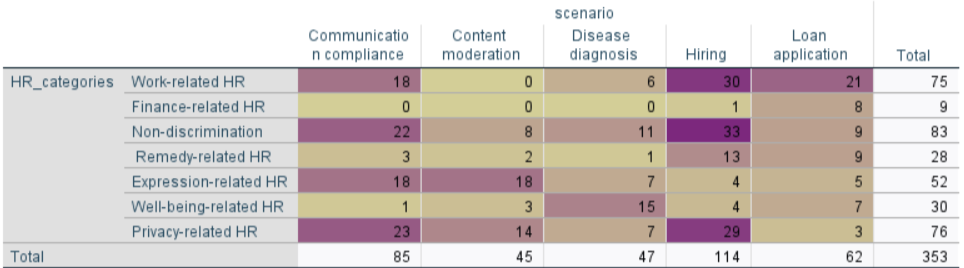 scenario
Communicatio n compliance Content moderation Disease diagnosis Hiring Loan application Total
HR_categories Work-related HR 18 0 6 30 21 75
Finance-related HR 0 0 0 1 8 9
Non-discrimination 22 8 11 33 9 83
Remedy-related HR 3 2 1 13 9 28
Expression-related HR 18 18 7 4 5 52
Well-being-related HR 1 3 15 4 7 30
Privacy-related HR 23 14 7 29 3 76
Total 85 45 47 114 62 353